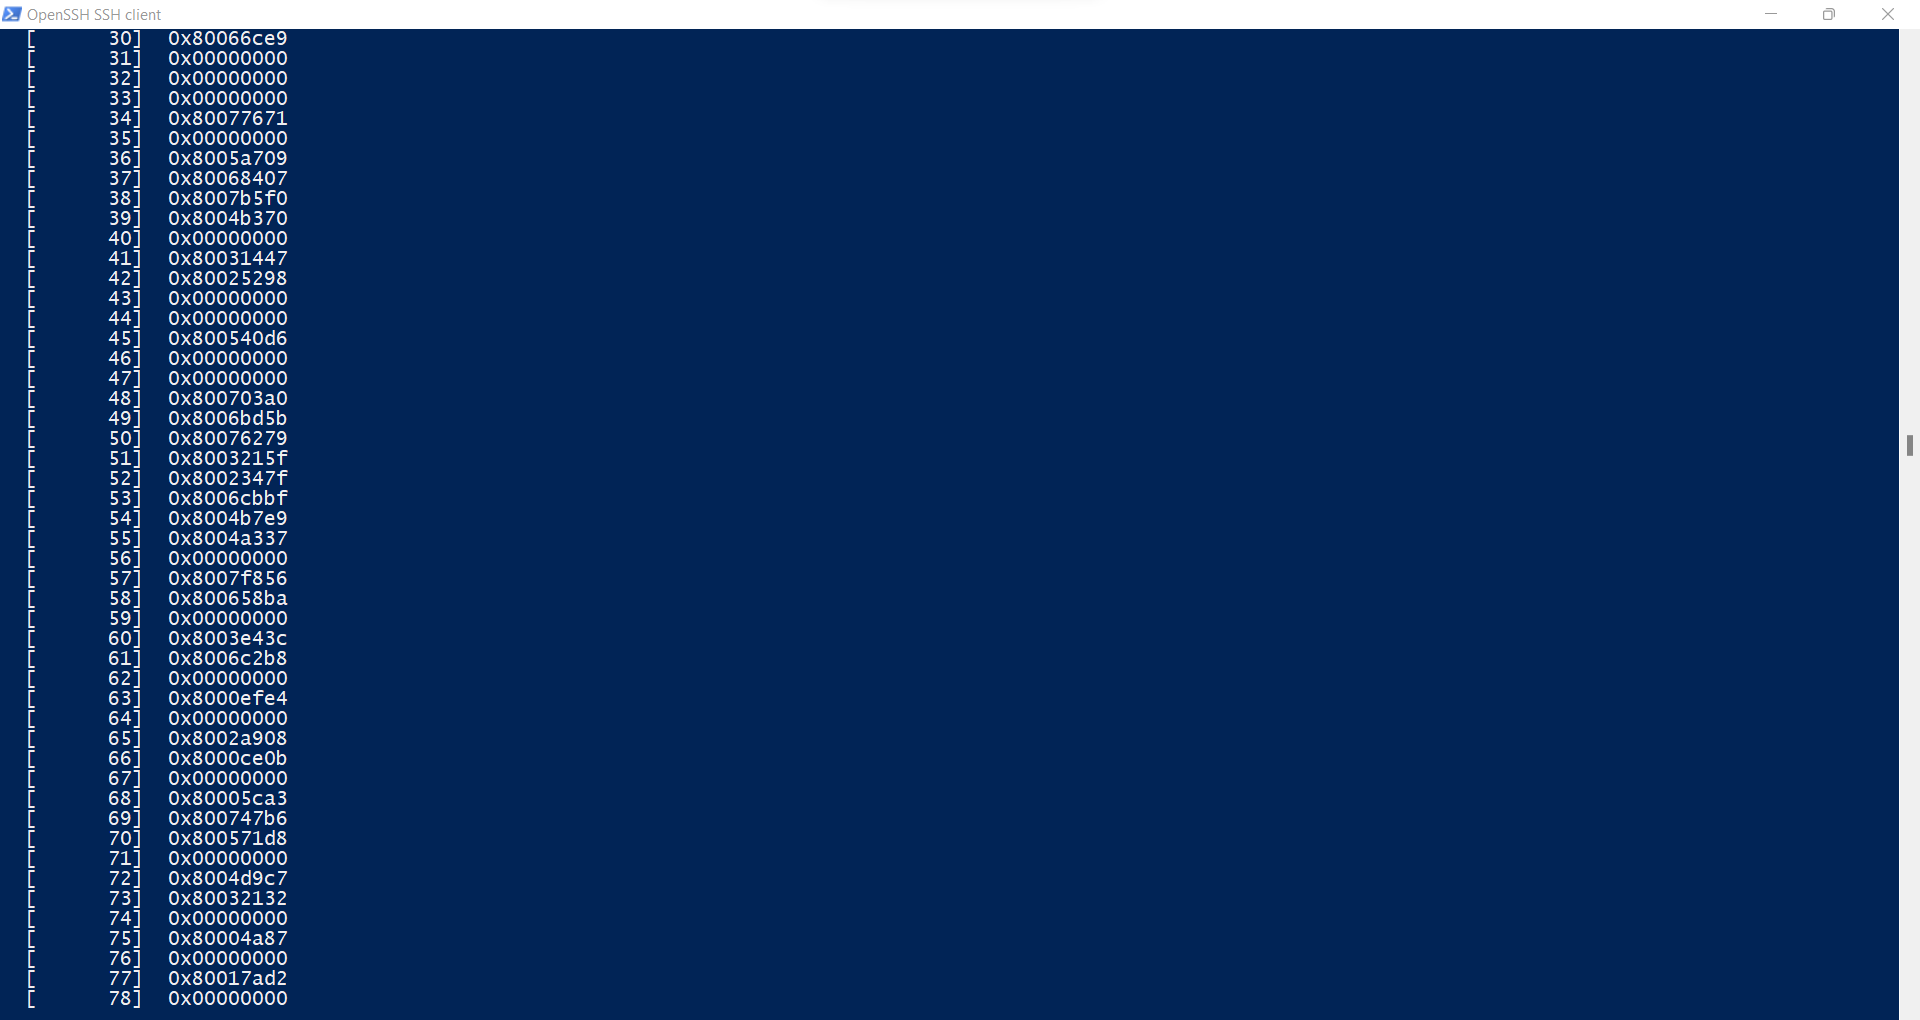 OpenSSH SSH client
[ 30] 0x80066ce9
[ 31] 0x00000000
[ 32] 0x00000000
[ 33] 0x00000000
[ 34] 0x80077671
[ 35] 0x00000000
[ 36] 0x8005a709
[ 37] 0x80068407
[ 38] 0x8007b5f0
[ 39] 0x8004b370
[ 40] 0x00000000
[ 41] 0x80031447
[ 42] 0x80025298
[ 43] 0x00000000
[ 44] 0x00000000
[ 45] 0x800540d6
[ 46] 0x00000000
[ 47] 0x00000000
[ 48] 0x800703a0
[ 49] 0x8006bd5b
[ 50] 0x80076279
[ 51] 0x8003215f
[ 52] 0x8002347f
[ 53] 0x8006cbbf
[ 54] 0x8004b7e9
[ 55] 0x8004a337
[ 56] 0x00000000
[ 57] 0x8007f856
[ 58] 0x800658ba
[ 59] 0x00000000
[ 60] 0x8003e43c
[ 61] 0x8006c2b8
[ 62] 0x00000000
[ 63] 0x8000efe4
[ 64] 0x00000000
[ 65] 0x8002a908
[ 66] 0x8000ce0b
[ 67] 0x00000000
[ 68] 0x80005ca3
[ 69] 0x800747b6
[ 70] 0x800571d8
[ 71] 0x00000000
[ 72] 0x8004d9c7
[ 73] 0x80032132
[ 74] 0x00000000
[ 75] 0x80004a87
[ 76] 0x00000000
[ 77] 0x80017ad2
[ 78] 0x00000000